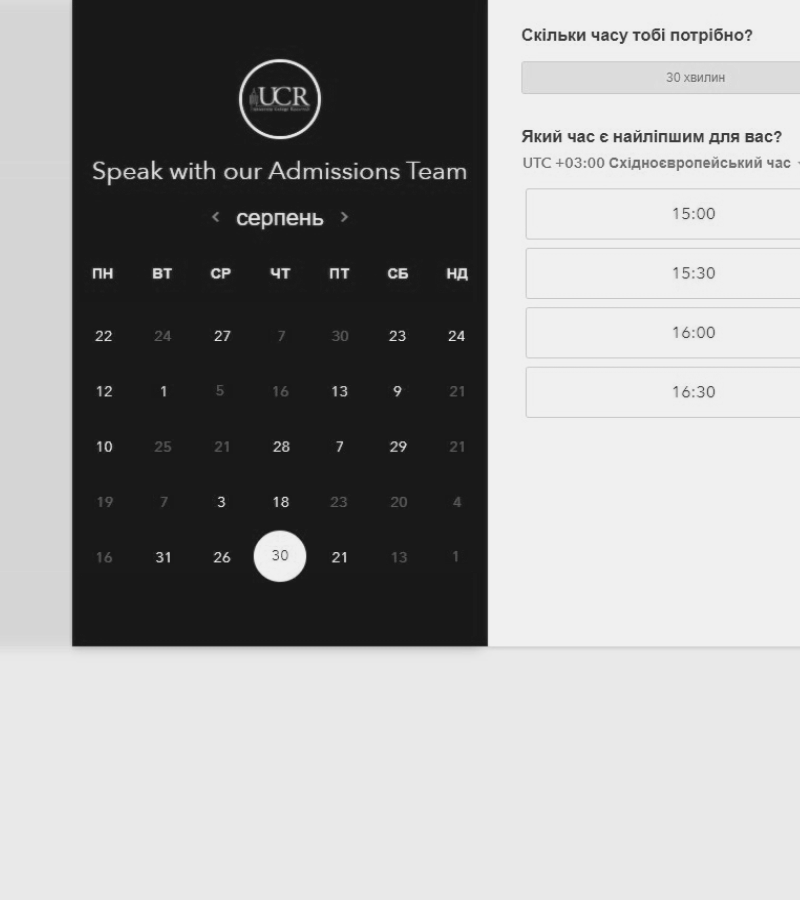 UCR
Speak with our Admissions Team
‹ серпень ›
ПН ВТ СР ЧТ ПТ СБ НД
22 24 27 7 30 23 24
12 1 5 16 13 9 21
10 25 21 28 7 29 21
19 7 3 18 23 20 4
16 31 26 30 21 13 1
Скільки часу тобі потрібно?
30 хвилин
Який час є найліпшим для вас?
UTC +03:00 Східноєвропейський час
15:00
15:30
16:00
16:30